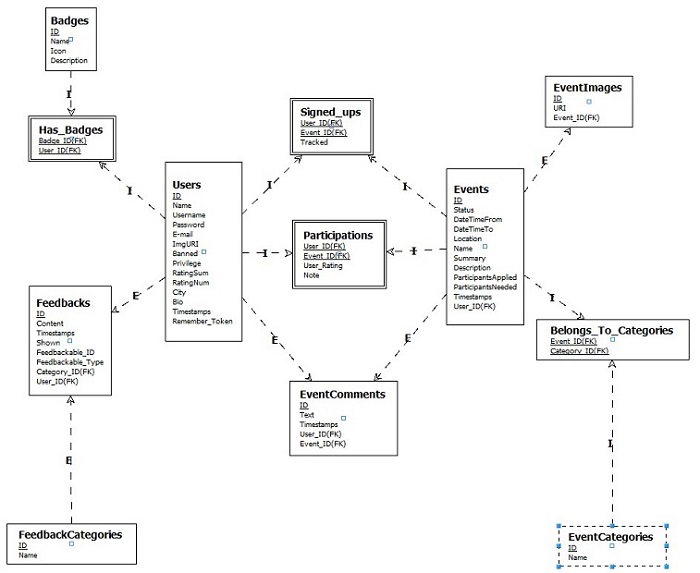 Badges
ID
Name
Icon
Description
I
Has_Badges
Badge_ID(FK)
User_ID(FK)
I
Signed_ups
User_ID(FK)
Event_ID(FK)
Tracked
I
I
EventImages
ID
URI
Event_ID(FK)
E
Users
ID
Name
Username
Password
E-mail
ImgURI
Banned
Privilege
RatingSum
RatingNum
City
Bio
Timestamps
Remember_Token
I
Participations
User_ID(FK)
Event_ID(FK)
User_Rating
Note
I
Events
ID
Status
DateTimeFrom
DateTimeTo
Location
Name
Summary
Description
ParticipantsApplied
ParticipantsNeeded
Timestamps
User_ID(FK)
E
Feedbacks
ID
Content
Timestamps
Shown
Feedbackable_ID
Feedbackable_Type
Category_ID(FK)
User_ID(FK)
E
E
I
Belongs_To_Categories
Event_ID(FK)
Category_ID(FK)
EventComments
ID
Text
Timestamps
User_ID(FK)
Event_ID(FK)
E
I
FeedbackCategories
ID
Name
EventCategories
ID
Name